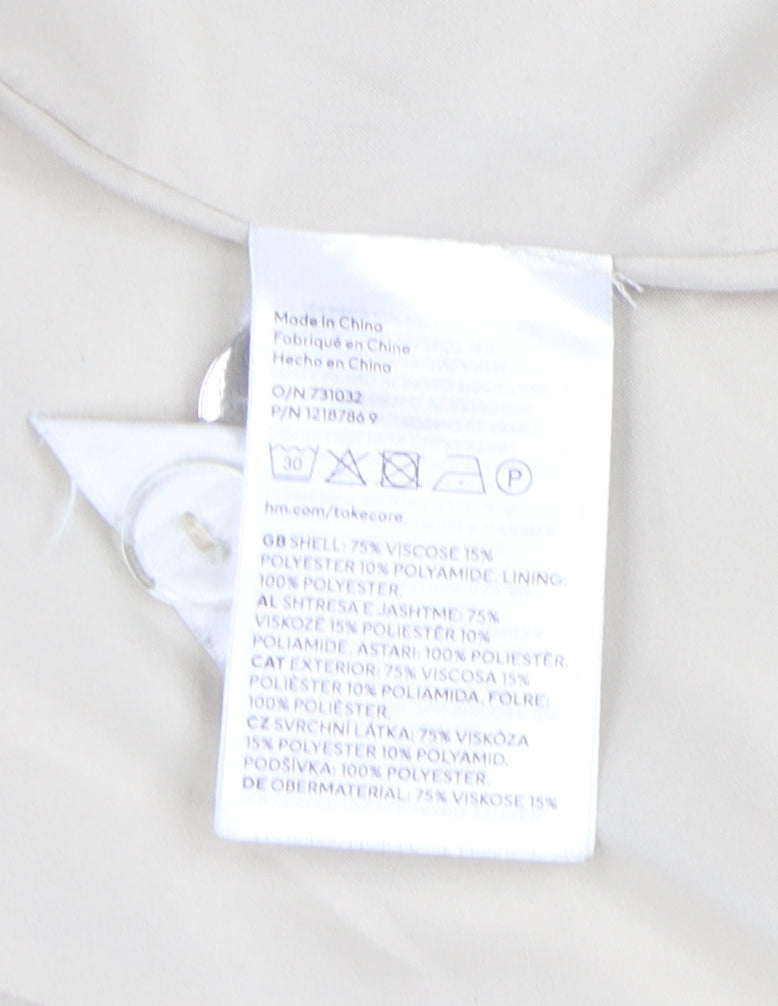 Made in China
Fabriqué en Chine
Hecho en China
O/N 731032
P/N 1218786 9
30
P
hm.com/takecare
GB SHELL: 75% VISCOSE 15%
POLYESTER 10% POLYAMIDE. LINING:
100% POLYESTER.
AL SHTRESA E JASHTME: 75%
VISKOZË 15% POLIESTËR 10%
POLIAMIDE. ASTARI: 100% POLIESTËR.
CAT EXTERIOR: 75% VISCOSA 15%
POLIÈSTER 10% POLIAMIDA. FOLRE:
100% POLIÈSTER.
CZ SVRCHNÍ LÁTKA: 75% VISKÓZA
15% POLYESTER 10% POLYAMID.
PODŠÍVKA: 100% POLYESTER.
DE OBERMATERIAL: 75% VISKOSE 15%